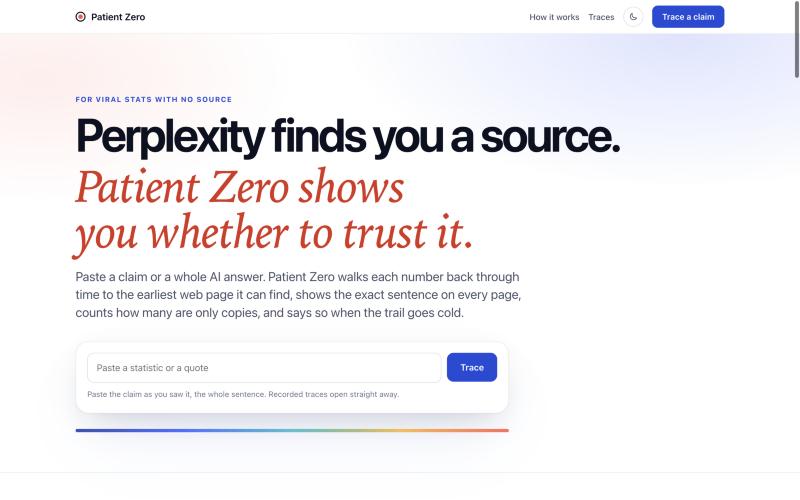 Patient Zero
How it works
Traces
Trace a claim
FOR VIRAL STATS WITH NO SOURCE
Perplexity finds you a source.
Patient Zero shows
you whether to trust it.
Paste a claim or a whole AI answer. Patient Zero walks each number back through
time to the earliest web page it can find, shows the exact sentence on every page,
counts how many are only copies, and says so when the trail goes cold.
Paste a statistic or a quote
Trace
Paste the claim as you saw it, the whole sentence. Recorded traces open straight away.